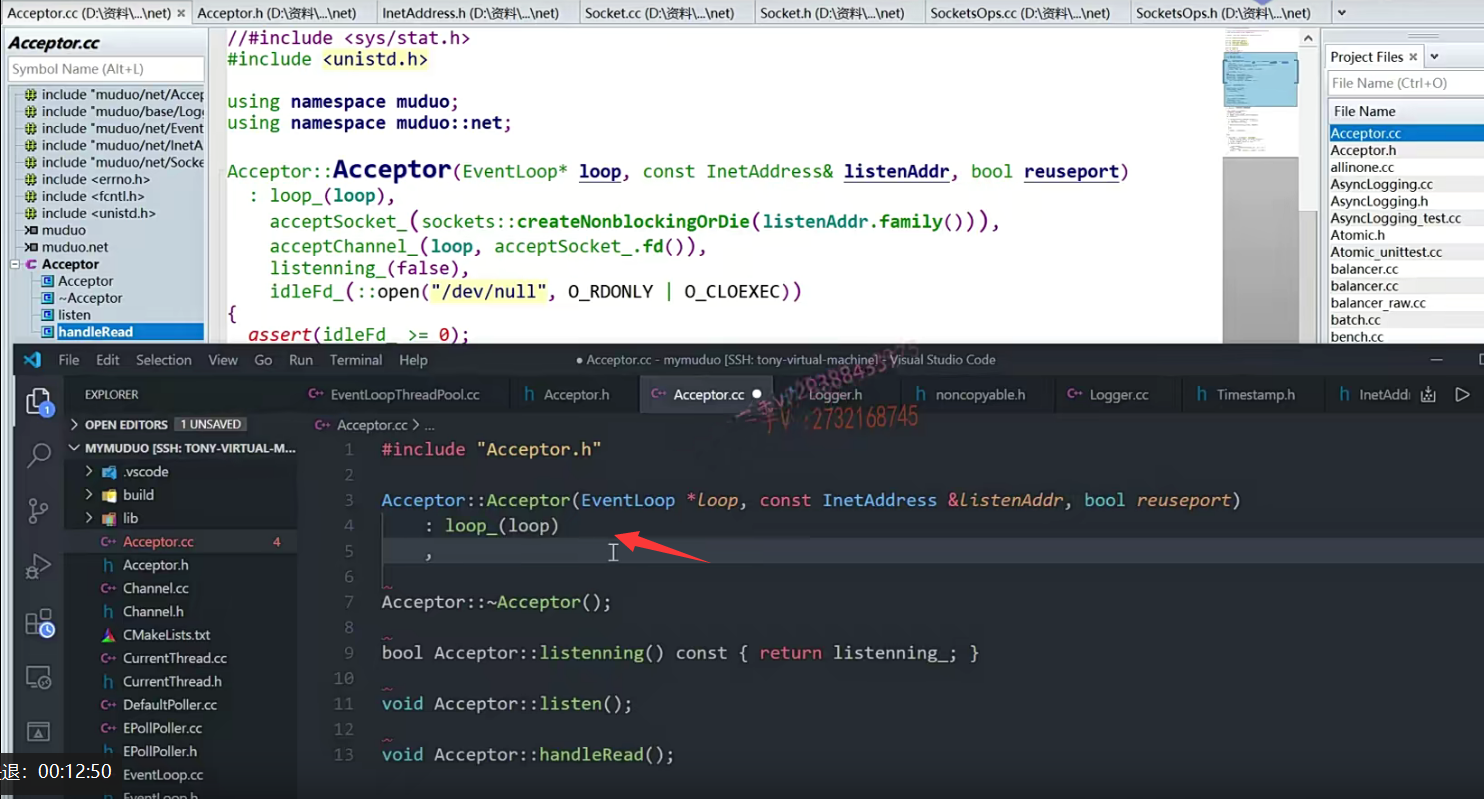 Acceptor.cc (D:\资料\...\net) Acceptor.h (D:\资料\...\net) InetAddress.h (D:\资料\...\net) Socket.cc (D:\资料\...\net) Socket.h (D:\资料\...\net) SocketsOps.cc (D:\资料\...\net) SocketsOps.h (D:\资料\...\net)
Acceptor.cc
Symbol Name (Alt+L)
include "muduo/net/Accep
include "muduo/base/Logg
include "muduo/net/Event
include "muduo/net/InetA
include "muduo/net/Socke
include <errno.h>
include <fcntl.h>
include <unistd.h>
muduo
muduo.net
Acceptor
Acceptor
~Acceptor
listen
handleRead
//#include <sys/stat.h>
#include <unistd.h>
using namespace muduo;
using namespace muduo::net;
Acceptor::Acceptor(EventLoop* loop, const InetAddress& listenAddr, bool reuseport)
: loop_(loop),
acceptSocket_(sockets::createNonblockingOrDie(listenAddr.family())),
acceptChannel_(loop, acceptSocket_.fd()),
listenning_(false),
idleFd_(::open("/dev/null", O_RDONLY | O_CLOEXEC))
{
assert(idleFd_ >= 0);
Project Files
File Name (Ctrl+O)
File Name
Acceptor.cc
Acceptor.h
allinone.cc
AsyncLogging.cc
AsyncLogging.h
AsyncLogging_test.cc
Atomic.h
Atomic_unittest.cc
balancer.cc
balancer.cc
balancer_raw.cc
batch.cc
bench.cc
File Edit Selection View Go Run Terminal Help
● Acceptor.cc - mymuduo [SSH: tony-virtual-machine] - Visual Studio Code
EXPLORER
OPEN EDITORS 1 UNSAVED
MYMUDUO [SSH: TONY-VIRTUAL-M...
.vscode
build
lib
Acceptor.cc 4
Acceptor.h
Channel.cc
Channel.h
CMakeLists.txt
CurrentThread.cc
CurrentThread.h
DefaultPoller.cc
EPollPoller.cc
EPollPoller.h
EventLoop.cc
EventLoop.h
1
EventLoopThreadPool.cc Acceptor.h Acceptor.cc Logger.h noncopyable.h Logger.cc Timestamp.h InetAddr
:2732168745
Acceptor.cc > ...
1 #include "Acceptor.h"
2
3 Acceptor::Acceptor(EventLoop *loop, const InetAddress &listenAddr, bool reuseport)
4 : loop_(loop)
5 ,
6
7 Acceptor::~Acceptor();
8
9 bool Acceptor::listenning() const { return listenning_; }
10
11 void Acceptor::listen();
12
13 void Acceptor::handleRead();
退：00:12:50